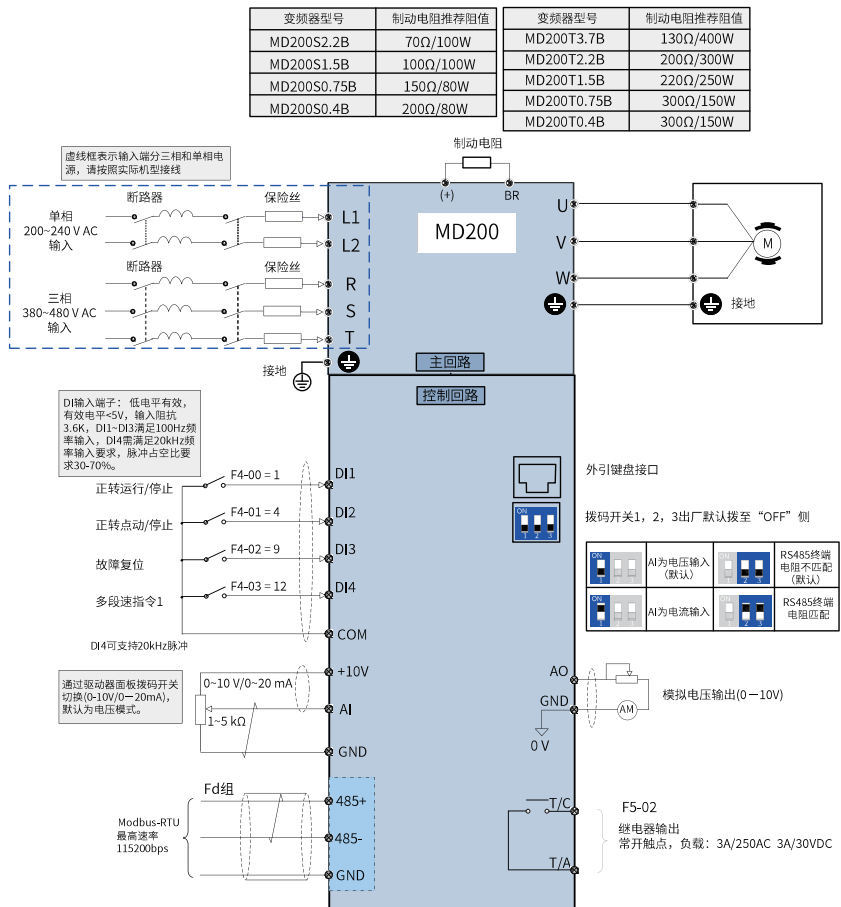 变频器型号 制动电阻推荐阻值
MD200S2.2B 70Ω/100W
MD200S1.5B 100Ω/100W
MD200S0.75B 150Ω/80W
MD200S0.4B 200Ω/80W
变频器型号 制动电阻推荐阻值
MD200T3.7B 130Ω/400W
MD200T2.2B 200Ω/300W
MD200T1.5B 220Ω/250W
MD200T0.75B 300Ω/150W
MD200T0.4B 300Ω/150W
制动电阻
(+) BR
虚线框表示输入端分三相和单相电
源，请按照实际机型接线
断路器 保险丝
单相
200~240 V AC
输入
L1
L2
断路器 保险丝
三相
380~480 V AC
输入
R
S
T
接地
MD200
U
V
W
M
接地
主回路
控制回路
DI输入端子： 低电平有效，
有效电平<5V，输入阻抗
3.6K，DI1~DI3满足100Hz频
率输入，DI4需满足20kHz频
率输入要求，脉冲占空比要
求30-70%。
正转运行/停止 F4-00 = 1 DI1
正转点动/停止 F4-01 = 4 DI2
故障复位 F4-02 = 9 DI3
多段速指令1 F4-03 = 12 DI4
COM
DI4可支持20kHz脉冲
外引键盘接口
ON
1 2 3
拨码开关1，2，3出厂默认拨至“OFF”侧
ON
1
AI为电压输入
（默认）
2 3
RS485终端
电阻不匹配
（默认）
ON
1
AI为电流输入
2 3
RS485终端
电阻匹配
通过驱动器面板拨码开关
切换(0-10V/0－20mA)，
默认为电压模式。
+10V
0~10 V/0~20 mA
AI
1~5 kΩ
GND
AO
GND
0 V
AM
模拟电压输出(0－10V)
Fd组
Modbus-RTU
最高速率
115200bps
485+
485-
GND
T/C
T/A
F5-02
继电器输出
常开触点，负载：3A/250AC 3A/30VDC